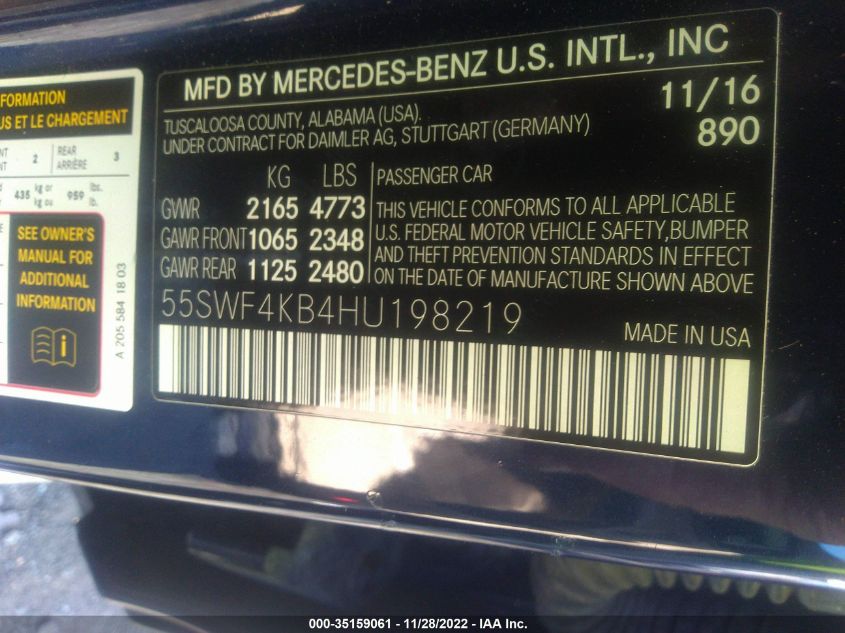 FORMATION
US ET LE CHARGEMENT
2 REAR ARRIÈRE 3
435 kg or kg ou 959 lbs. lb.
SEE OWNER'S
MANUAL FOR
ADDITIONAL
INFORMATION
A 205 584 18 03
MFD BY MERCEDES-BENZ U.S. INTL., INC
TUSCALOOSA COUNTY, ALABAMA (USA). 11/16
UNDER CONTRACT FOR DAIMLER AG, STUTTGART (GERMANY) 890
KG LBS PASSENGER CAR
GVWR 2165 4773
GAWR FRONT 1065 2348
GAWR REAR 1125 2480
THIS VEHICLE CONFORMS TO ALL APPLICABLE
U.S. FEDERAL MOTOR VEHICLE SAFETY,BUMPER
AND THEFT PREVENTION STANDARDS IN EFFECT
ON THE DATE OF MANUFACTURE SHOWN ABOVE
55SWF4KB4HU198219
MADE IN USA
000-35159061 - 11/28/2022 - IAA Inc.